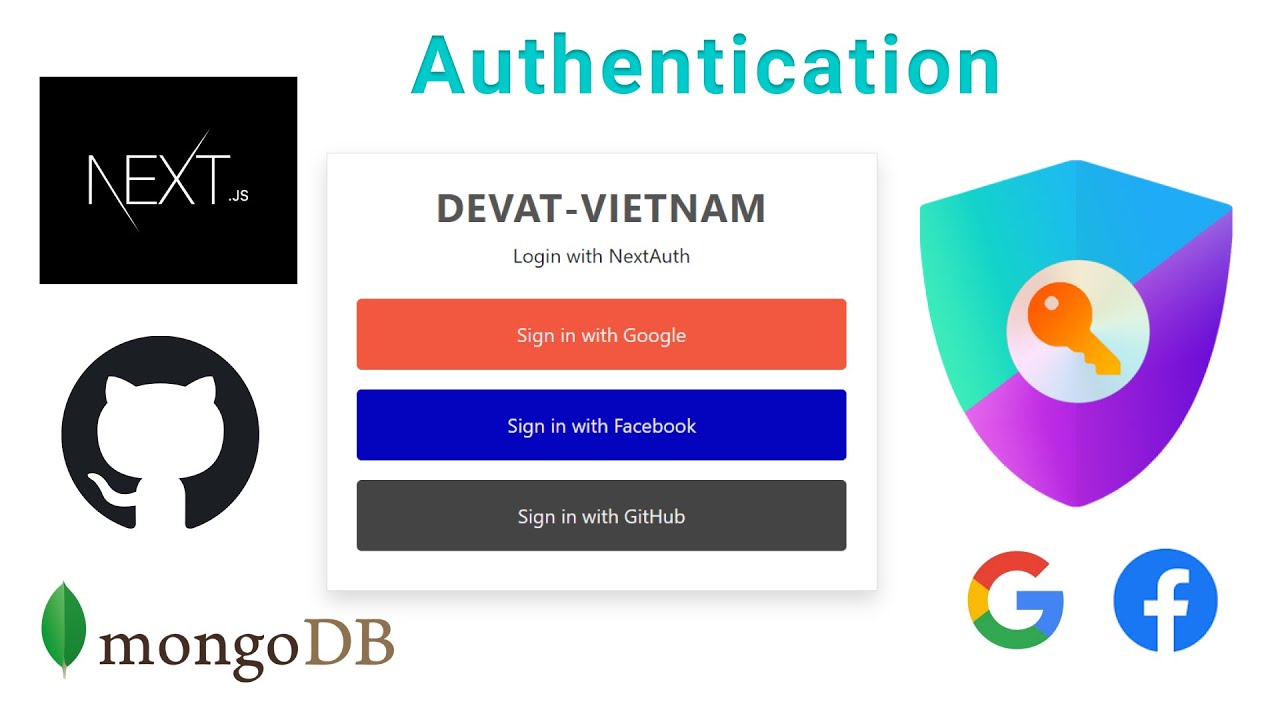 Authentication
NEXT.JS
DEVAT-VIETNAM
Login with NextAuth
Sign in with Google
Sign in with Facebook
Sign in with GitHub
mongoDB